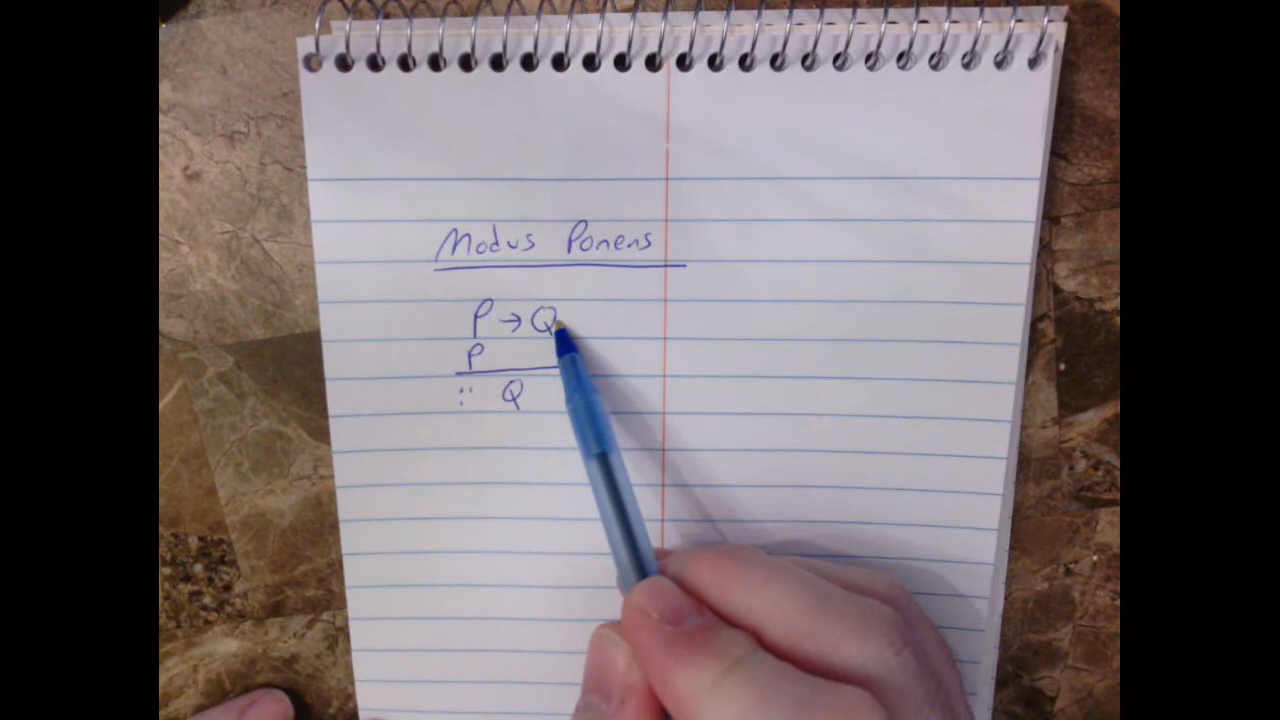 Modus Ponens
P → Q
P
:: Q